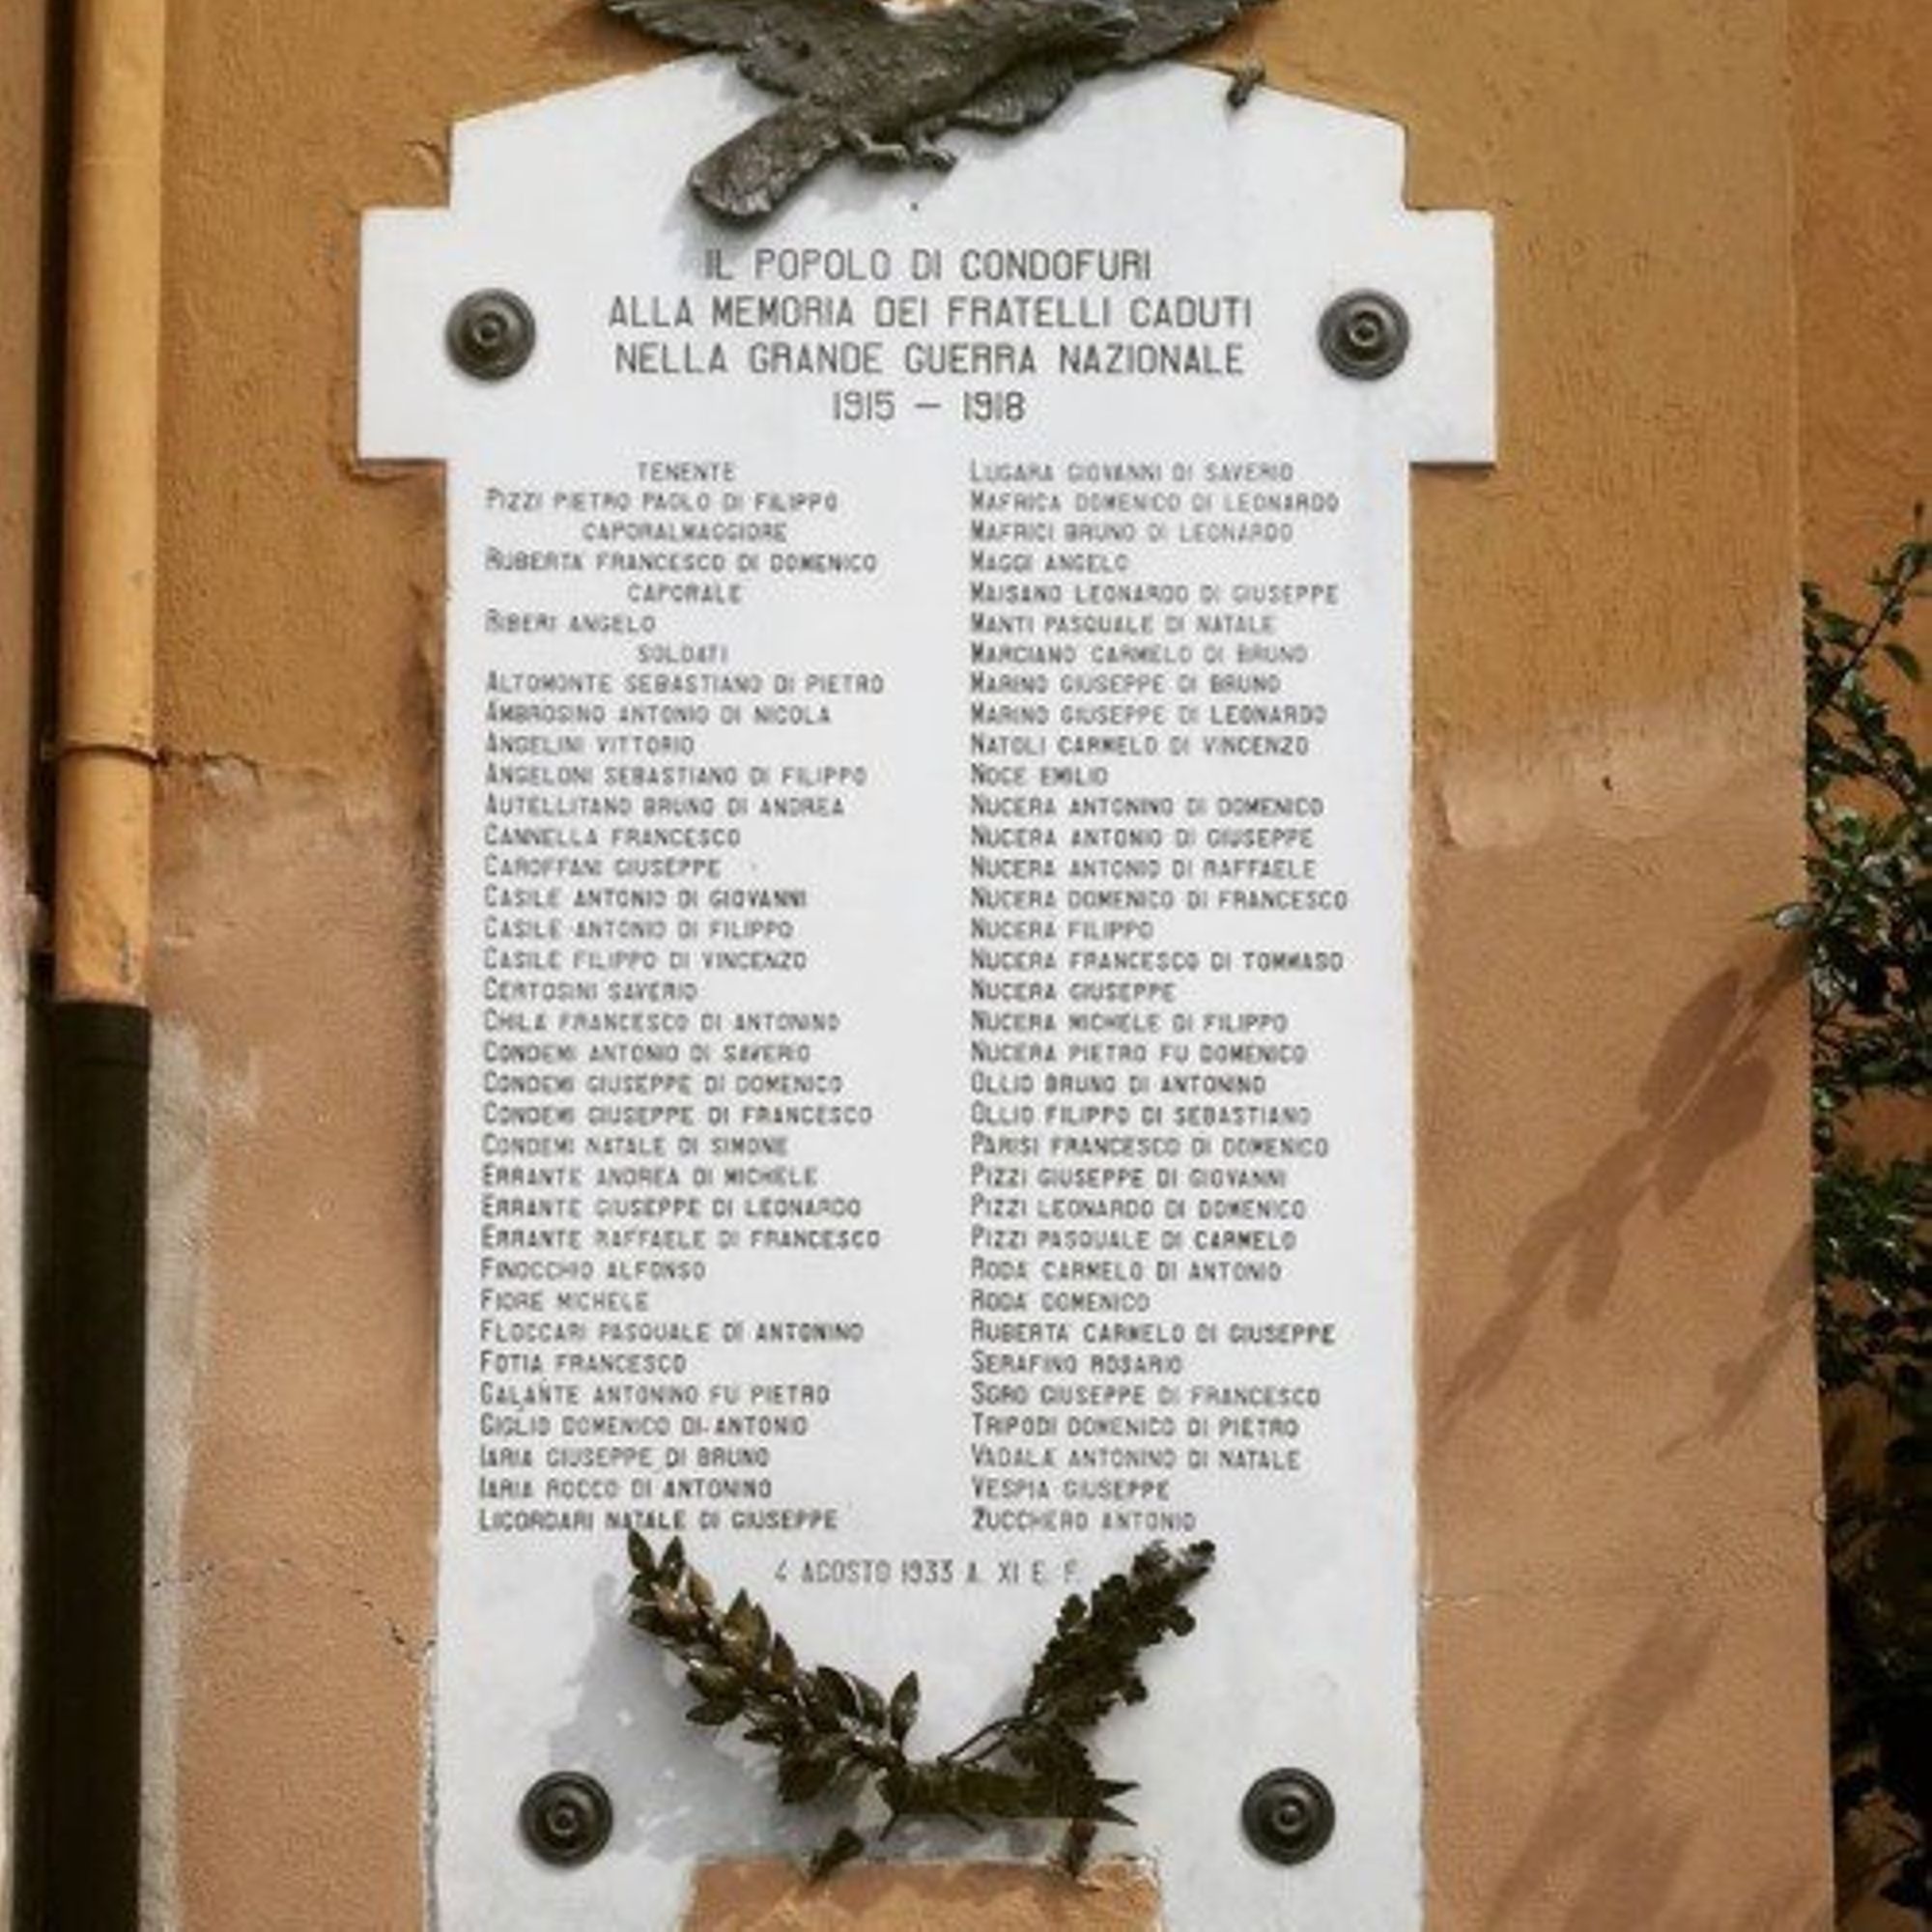 IL POPOLO DI CONDOFURI
ALLA MEMORIA DEI FRATELLI CADUTI
NELLA GRANDE GUERRA NAZIONALE
1915 — 1918
TENENTE
PIZZI PIETRO PAOLO DI FILIPPO
CAPORALMAGGIORE
RUBERTA FRANCESCO DI DOMENICO
CAPORALE
RIBERI ANGELO
SOLDATI
ALTOMONTE SEBASTIANO DI PIETRO
AMBROSINO ANTONIO DI NICOLA
ANGELINI VITTORIO
ANGELONI SEBASTIANO DI FILIPPO
AUTELLITANO BRUNO DI ANDREA
CANNELLA FRANCESCO
CAROFFANI GIUSEPPE
CASILE ANTONIO DI GIOVANNI
CASILE ANTONIO DI FILIPPO
CASILE FILIPPO DI VINCENZO
CERTOSINI SAVERIO
CHILA FRANCESCO DI ANTONINO
CONDEMI ANTONIO DI SAVERIO
CONDEMI GIUSEPPE DI DOMENICO
CONDEMI GIUSEPPE DI FRANCESCO
CONDEMI NATALE DI SIMONE
ERRANTE ANDREA DI MICHELE
ERRANTE GIUSEPPE DI LEONARDO
ERRANTE RAFFAELE DI FRANCESCO
FINOCCHIO ALFONSO
FIORE MICHELE
FLOCCARI PASQUALE DI ANTONINO
FOTIA FRANCESCO
GALANTE ANTONINO FU PIETRO
GIGLIO DOMENICO DI ANTONIO
IARIA GIUSEPPE DI BRUNO
IARIA ROCCO DI ANTONINO
LICORDARI NATALE DI GIUSEPPE
LUGARA GIOVANNI DI SAVERIO
MAFRICA DOMENICO DI LEONARDO
MAFRICI BRUNO DI LEONARDO
MAGGI ANGELO
MAISANO LEONARDO DI GIUSEPPE
MANTI PASQUALE DI NATALE
MARCIANO CARMELO DI BRUNO
MARINO GIUSEPPE DI BRUNO
MARINO GIUSEPPE DI LEONARDO
NATOLI CARMELO DI VINCENZO
NOCE EMILIO
NUCERA ANTONINO DI DOMENICO
NUCERA ANTONIO DI GIUSEPPE
NUCERA ANTONIO DI RAFFAELE
NUCERA DOMENICO DI FRANCESCO
NUCERA FILIPPO
NUCERA FRANCESCO DI TOMMASO
NUCERA GIUSEPPE
NUCERA MICHELE DI FILIPPO
NUCERA PIETRO FU DOMENICO
OLLIO BRUNO DI ANTONINO
OLLIO FILIPPO DI SEBASTIANO
PARISI FRANCESCO DI DOMENICO
PIZZI GIUSEPPE DI GIOVANNI
PIZZI LEONARDO DI DOMENICO
PIZZI PASQUALE DI CARMELO
RODA' CARMELO DI ANTONIO
RODA' DOMENICO
RUBERTA' CARMELO DI GIUSEPPE
SERAFINO ROSARIO
SGRO GIUSEPPE DI FRANCESCO
TRIPODI DOMENICO DI PIETRO
VADALA' ANTONINO DI NATALE
VESPIA GIUSEPPE
ZUCCHERO ANTONIO
4 AGOSTO 1933 A. XI E. F.